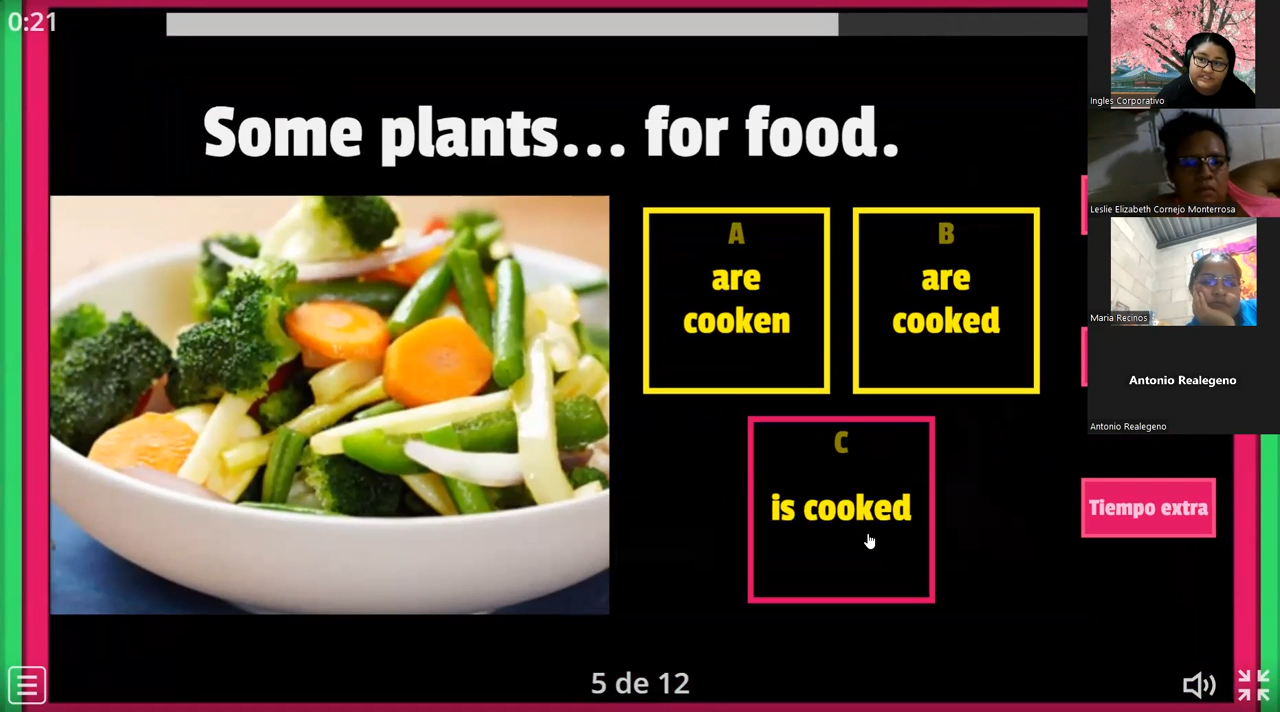 0:21
Some plants... for food.
A
are
cooken
B
are
cooked
C
is cooked
Tiempo extra
5 de 12
Ingles Corporativo
Leslie Elizabeth Cornejo Monterrosa
Maria Recinos
Antonio Realegeno
Antonio Realegeno